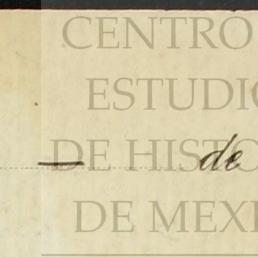 CENTRO
ESTUDIO
DE HISTO
— de
DE MEXI